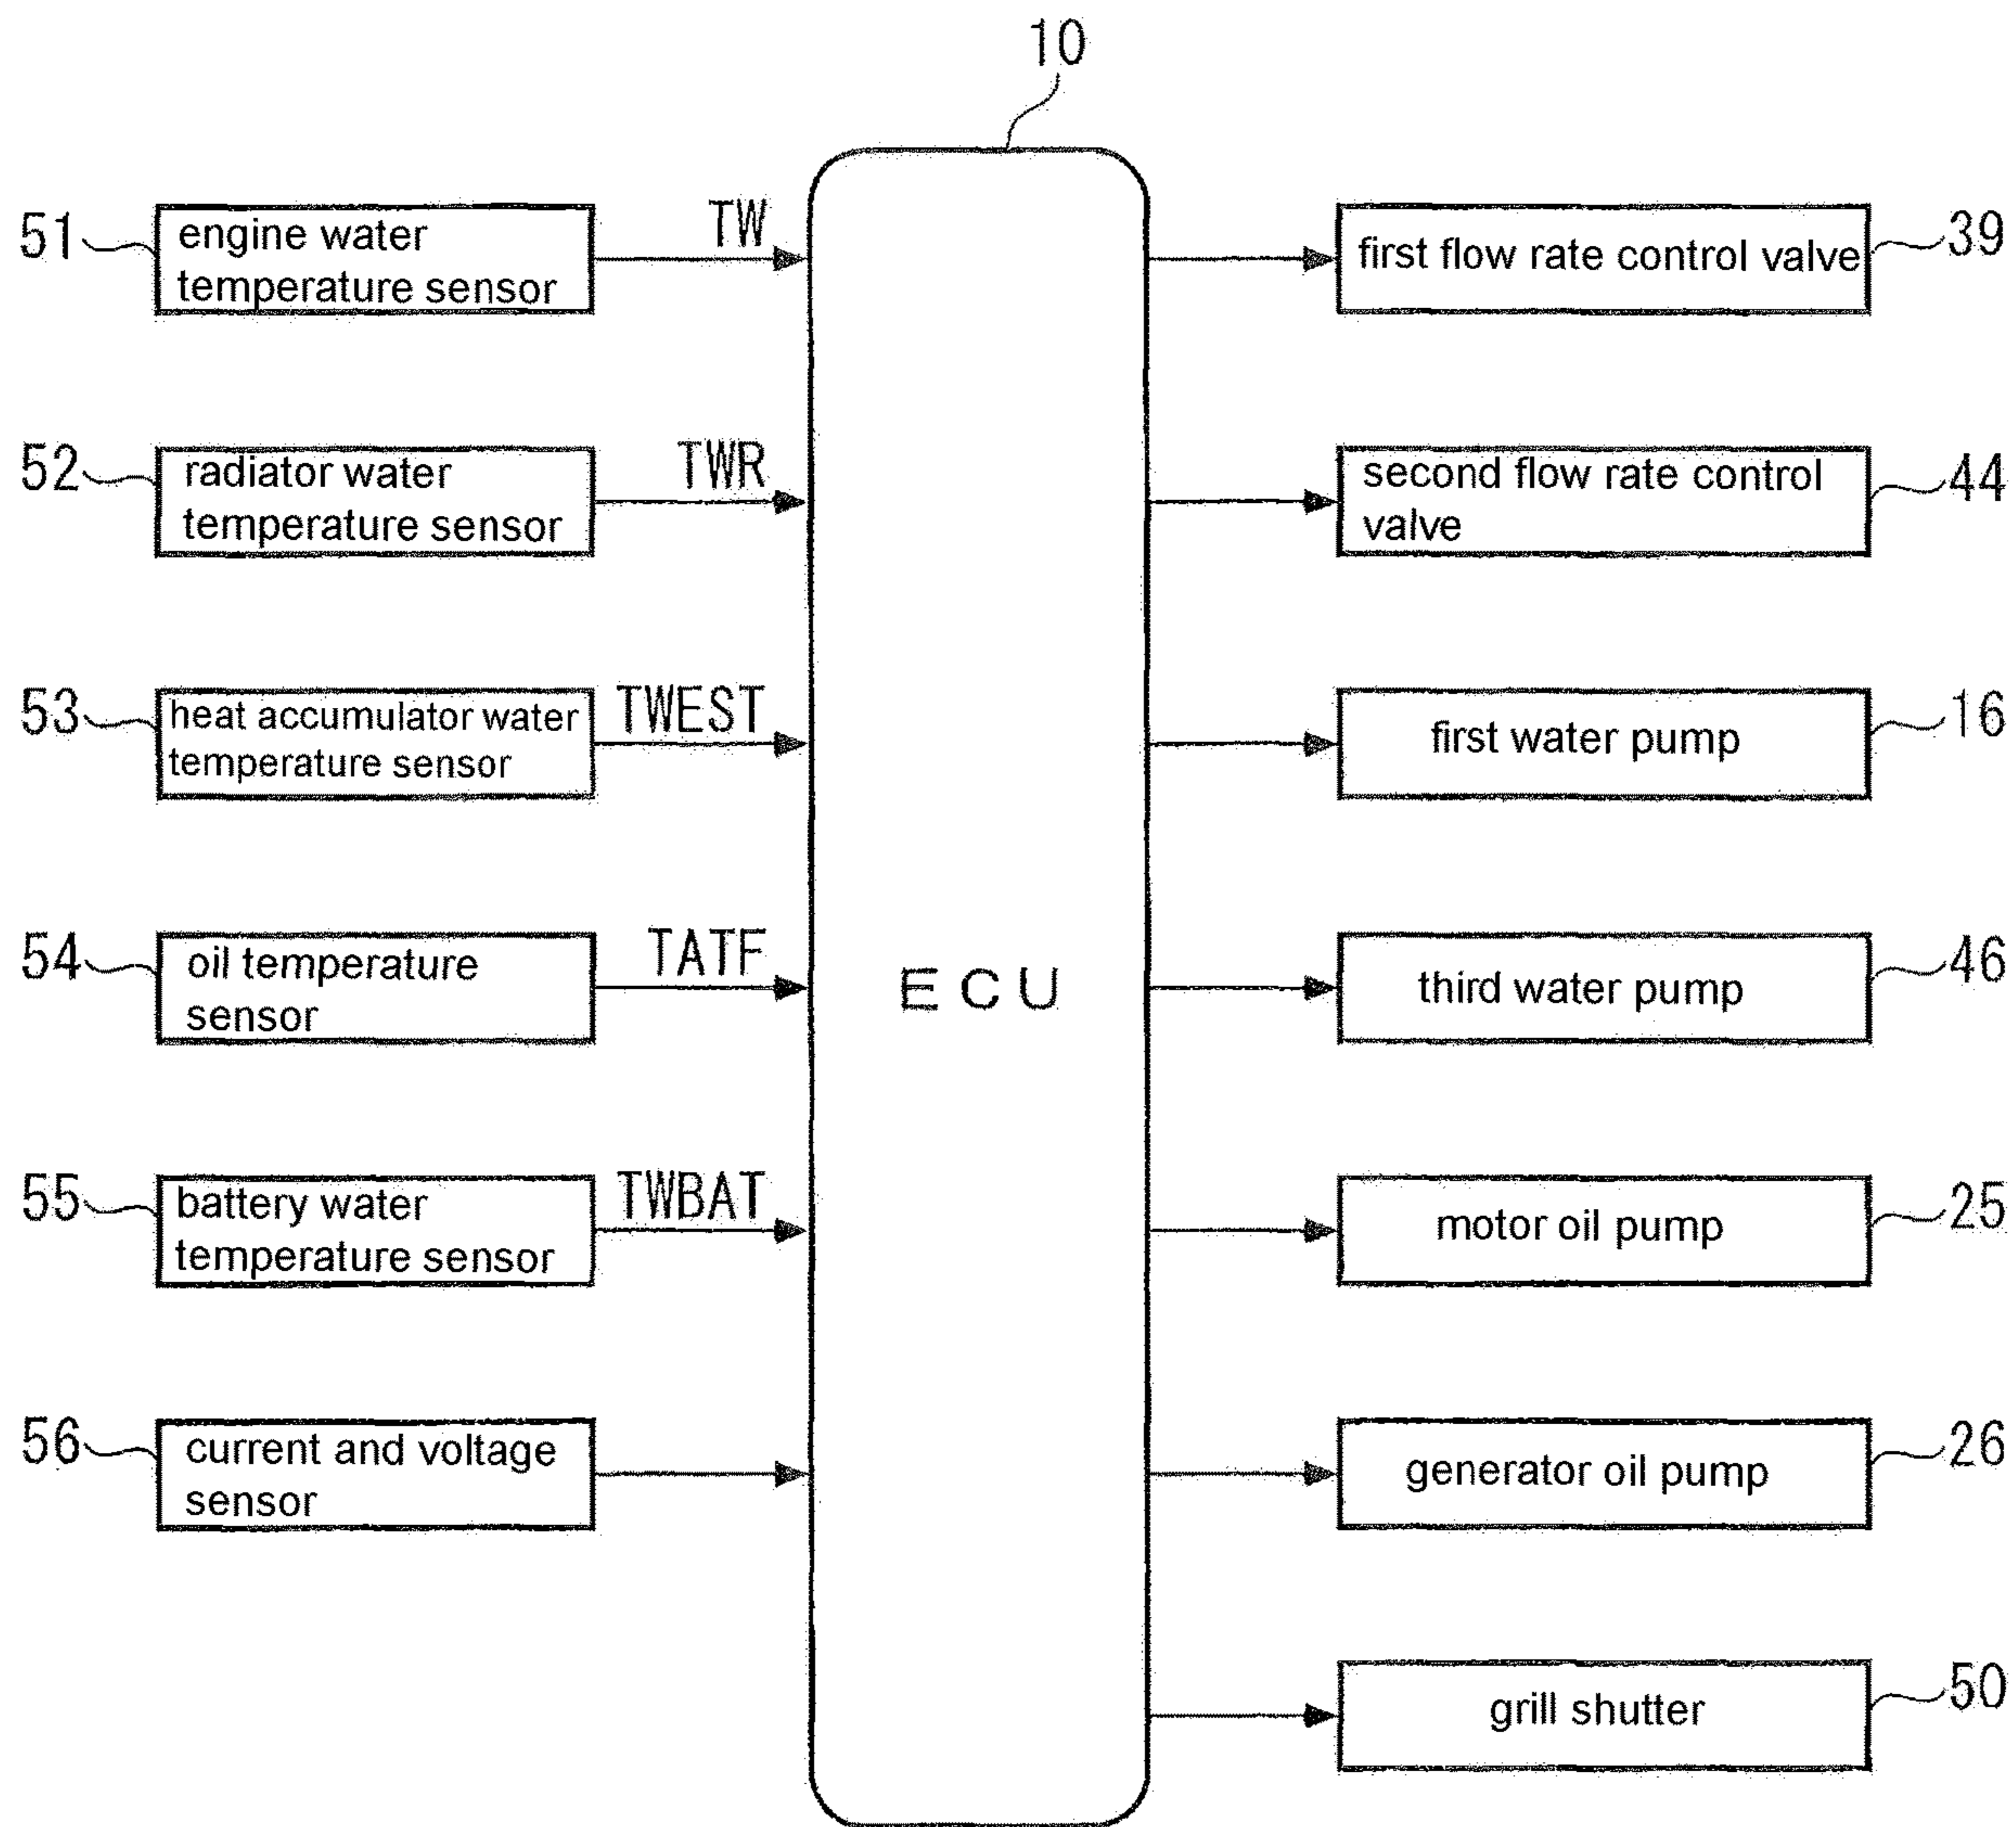 10
51
engine water
temperature sensor
TW
first flow rate control valve
39
52
radiator water
temperature sensor
TWR
second flow rate control
valve
44
53
heat accumulator water
temperature sensor
TWEST
first water pump
16
54
oil temperature
sensor
TATF
ECU
third water pump
46
55
battery water
temperature sensor
TWBAT
motor oil pump
25
56
current and voltage
sensor
generator oil pump
26
grill shutter
50